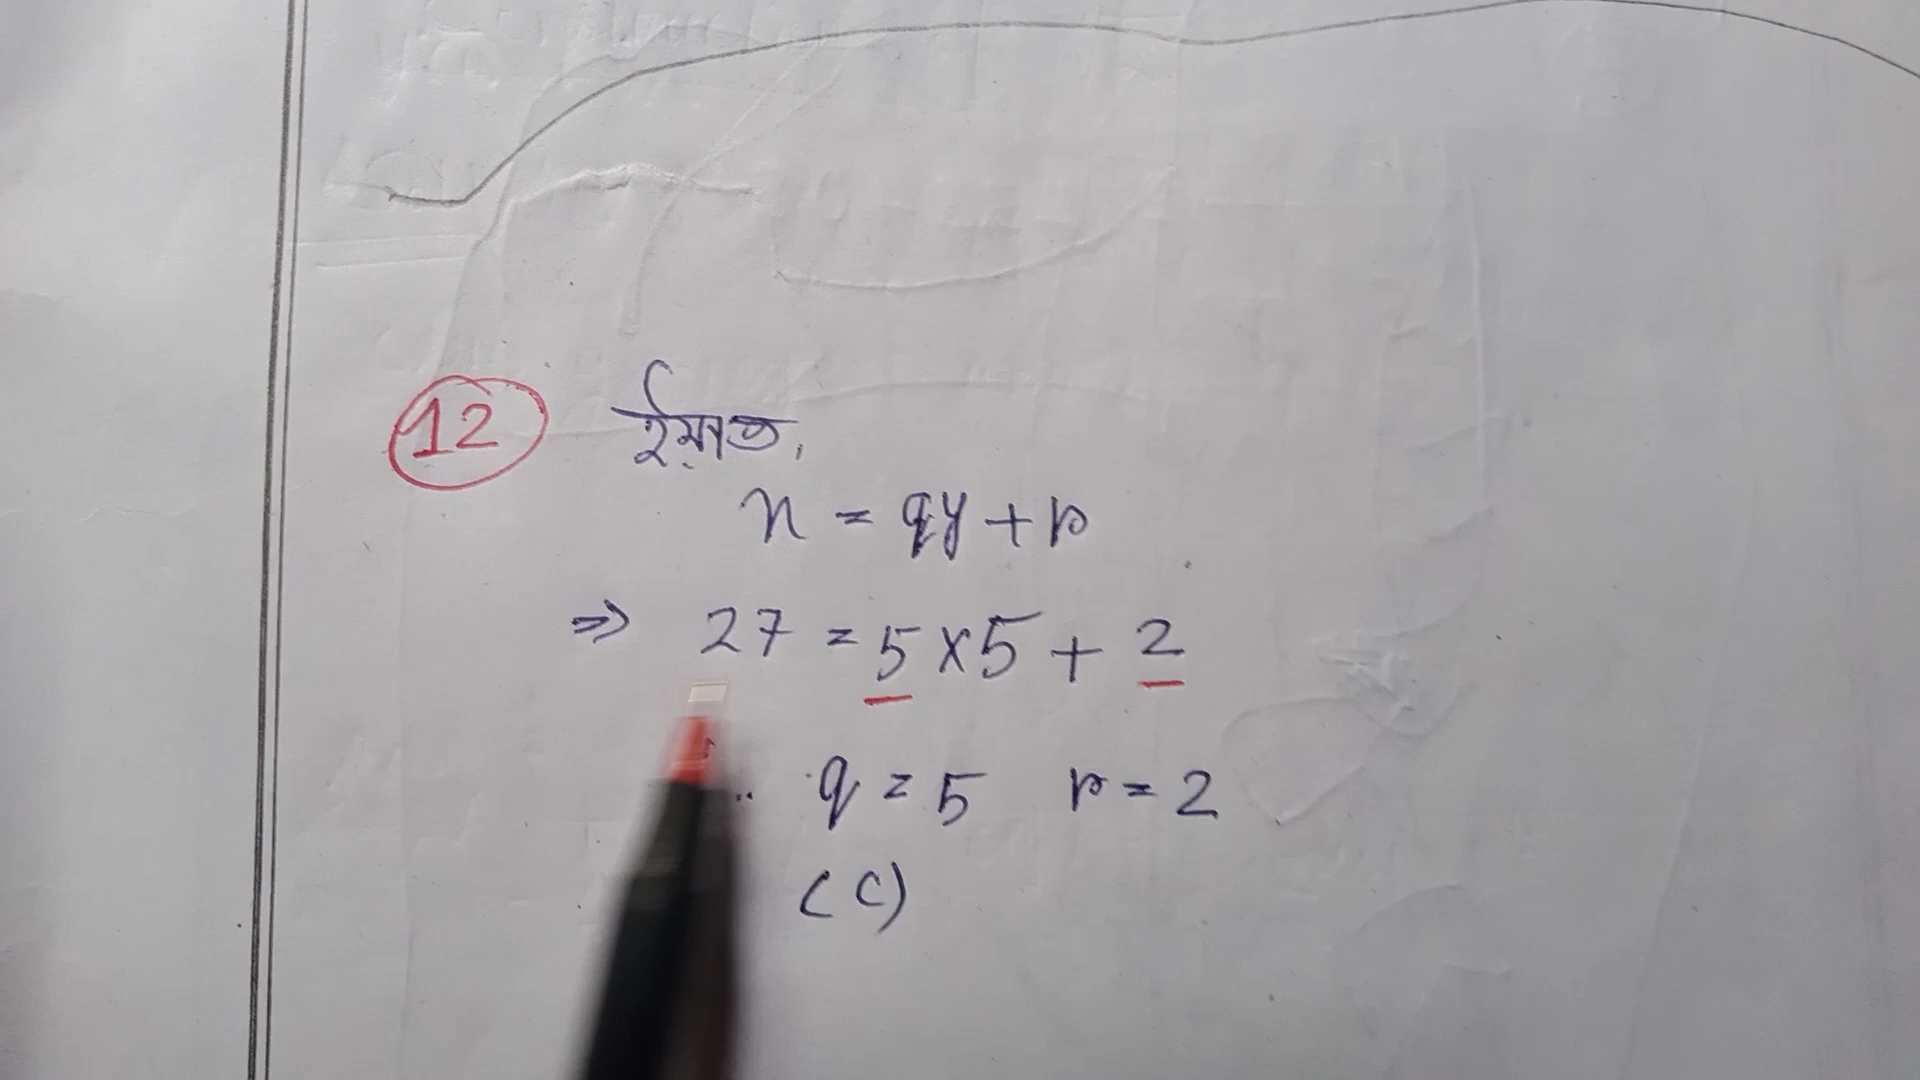 12 ইয়াত,
x = qy + r
⇒ 27 = 5 × 5 + 2
q = 5 r = 2
(C)